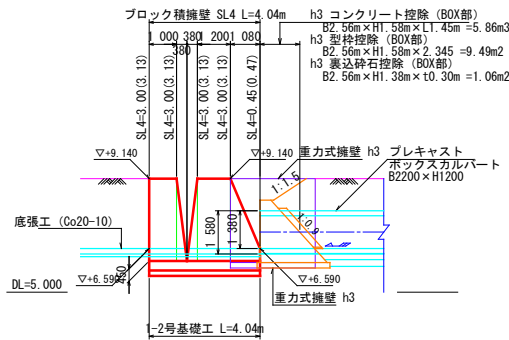 ブロック積擁壁 SL4 L=4.04m
h3 コンクリート控除 (BOX部)
B2.56m×H1.58m×L1.45m =5.86m3
h3 型枠控除 (BOX部)
B2.56m×H1.58m×2.345 =9.49m2
h3 裏込砕石控除 (BOX部)
B2.56m×H1.38m×t0.30m =1.06m2
1 000 380 1 200 1 080
380
SL4=3.00(3.13)
SL4=3.00(3.13)
SL4=3.00(3.13)
SL4=3.00(3.13)
SL4=0.45(0.47)
▽+9.140
▽+9.140
重力式擁壁 h3
プレキャスト
ボックスカルバート
B2200×H1200
1:1.5
1:0.9
底張工 (Co20-10)
1 580
1 380
450
DL=5.000
▽+6.590
▽+6.590
重力式擁壁 h3
1-2号基礎工 L=4.04m